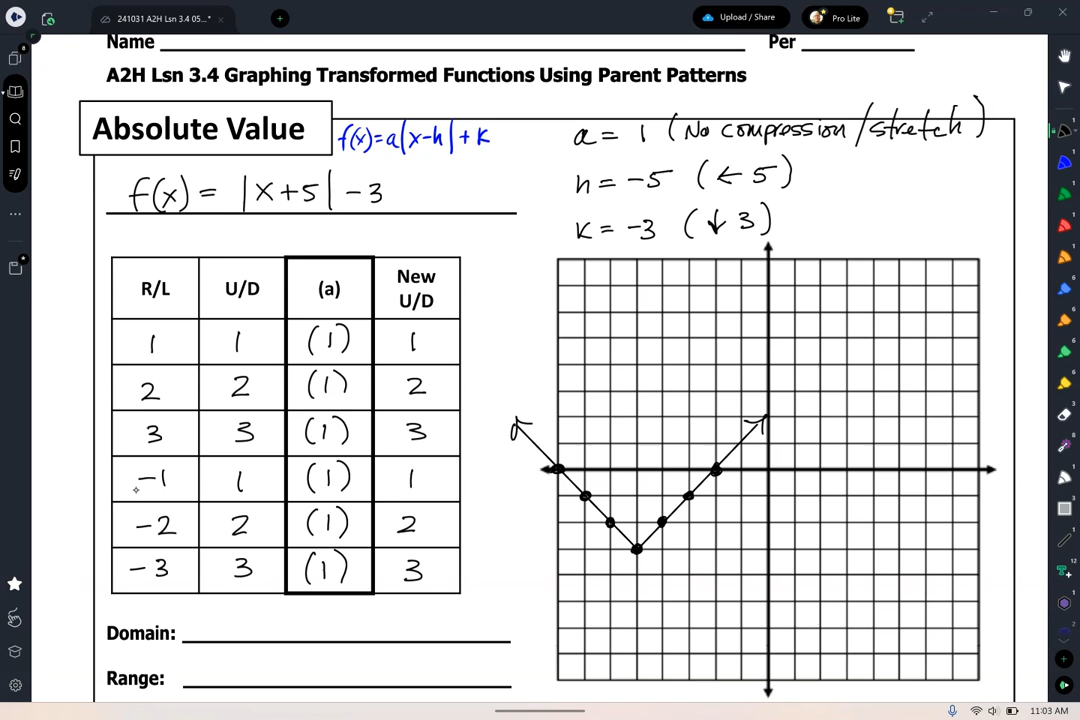 241031 A2H Lsn 3.4 05...*
Upload / Share
Pro Lite
Name
Per
A2H Lsn 3.4 Graphing Transformed Functions Using Parent Patterns
Absolute Value
f(x)=a|x-h|+k
a = 1 (No compression/stretch)
f(x) = |x+5| -3
h = -5 (← 5)
k = -3 (↓ 3)
R/L U/D (a) New U/D
1 1 (1) 1
2 2 (1) 2
3 3 (1) 3
-1 1 (1) 1
-2 2 (1) 2
-3 3 (1) 3
Domain:
Range:
11:03 AM